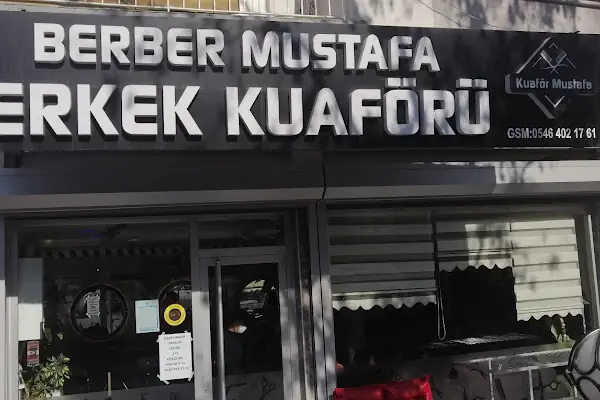 BERBER MUSTAFA
ERKEK KUAFÖRÜ
Kuaför Mustafa
GSM:0546 402 17 61